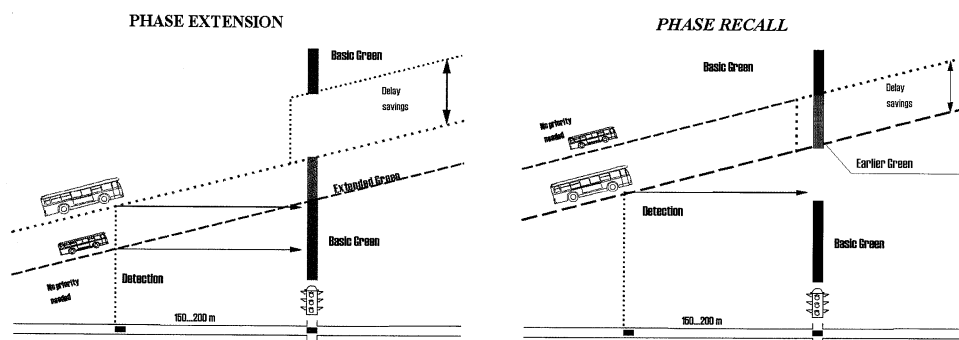 PHASE EXTENSION
Basic Green
Delay
savings
Extended Green
Basic Green
No priority
needed
Detection
150...200 m
PHASE RECALL
Basic Green
Delay
savings
No priority
needed
Earlier Green
Detection
Basic Green
150...200 m